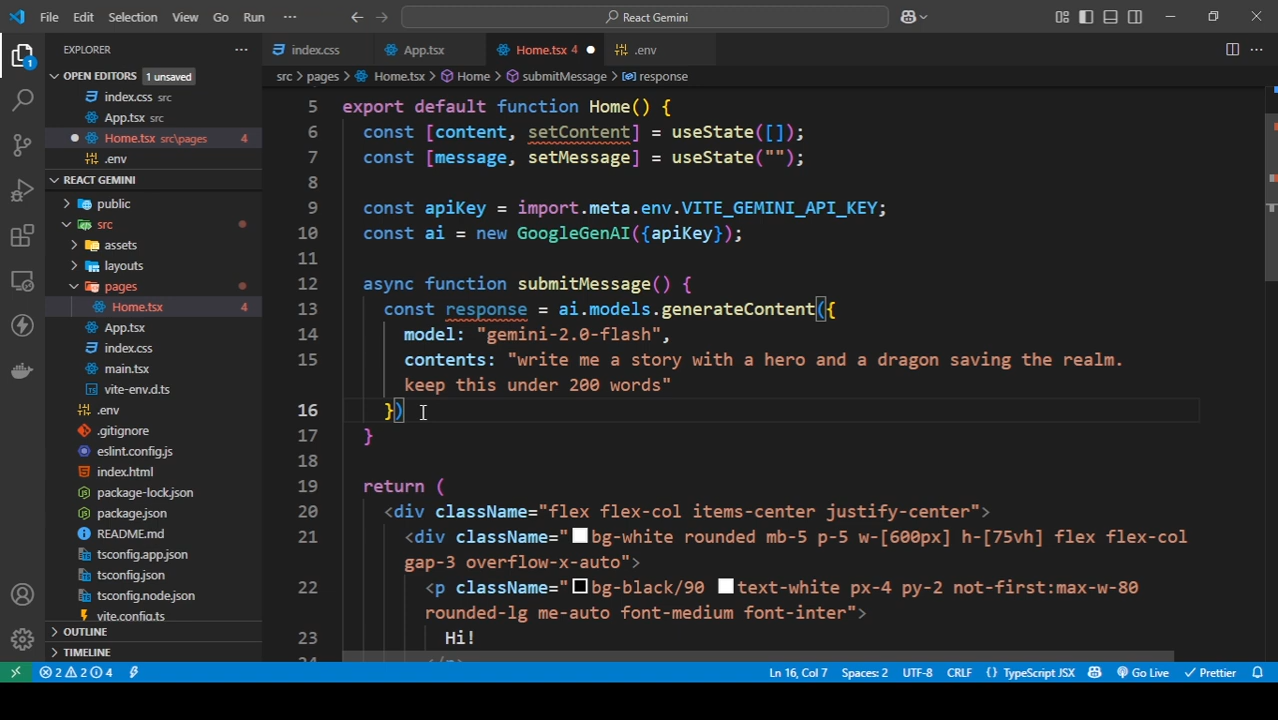 File Edit Selection View Go Run ··· React Gemini
EXPLORER
index.css App.tsx Home.tsx 4 .env
OPEN EDITORS 1 unsaved
src > pages > Home.tsx > Home > submitMessage > response
index.css src
App.tsx src
Home.tsx src\pages 4
.env
REACT GEMINI
public
src
assets
layouts
pages
Home.tsx 4
App.tsx
index.css
main.tsx
vite-env.d.ts
.env
.gitignore
eslint.config.js
index.html
package-lock.json
package.json
README.md
tsconfig.app.json
tsconfig.json
tsconfig.node.json
vite.config.ts
OUTLINE
TIMELINE
5 export default function Home() {
6 const [content, setContent] = useState([]);
7 const [message, setMessage] = useState("");
8
9 const apiKey = import.meta.env.VITE_GEMINI_API_KEY;
10 const ai = new GoogleGenAI({apiKey});
11
12 async function submitMessage() {
13 const response = ai.models.generateContent({
14 model: "gemini-2.0-flash",
15 contents: "write me a story with a hero and a dragon saving the realm.
keep this under 200 words"
16 })
17 }
18
19 return (
20 <div className="flex flex-col items-center justify-center">
21 <div className="bg-white rounded mb-5 p-5 w-[600px] h-[75vh] flex flex-col
gap-3 overflow-x-auto">
22 <p className="bg-black/90 text-white px-4 py-2 not-first:max-w-80
rounded-lg me-auto font-medium font-inter">
23 Hi!
24 </p>
1
2 2 4 Ln 16, Col 7 Spaces: 2 UTF-8 CRLF {} TypeScript JSX Go Live Prettier